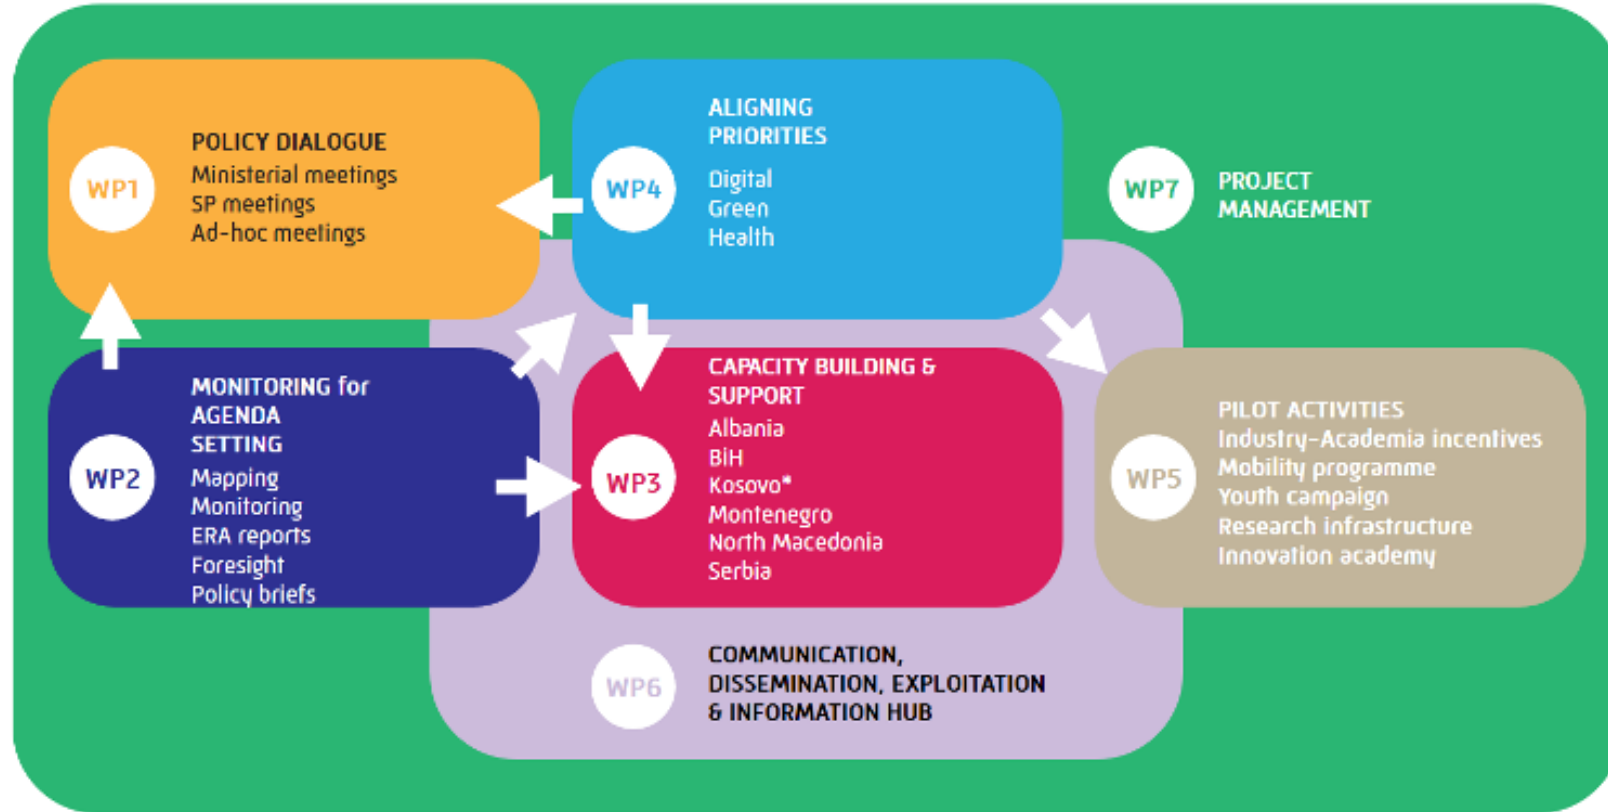 WP1
POLICY DIALOGUE
Ministerial meetings
SP meetings
Ad-hoc meetings
WP4
ALIGNING
PRIORITIES
Digital
Green
Health
WP7
PROJECT
MANAGEMENT
WP2
MONITORING for
AGENDA
SETTING
Mapping
Monitoring
ERA reports
Foresight
Policy briefs
WP3
CAPACITY BUILDING &
SUPPORT
Albania
BiH
Kosovo*
Montenegro
North Macedonia
Serbia
WP5
PILOT ACTIVITIES
Industry-Academia incentives
Mobility programme
Youth campaign
Research infrastructure
Innovation academy
WP6
COMMUNICATION,
DISSEMINATION, EXPLOITATION
& INFORMATION HUB